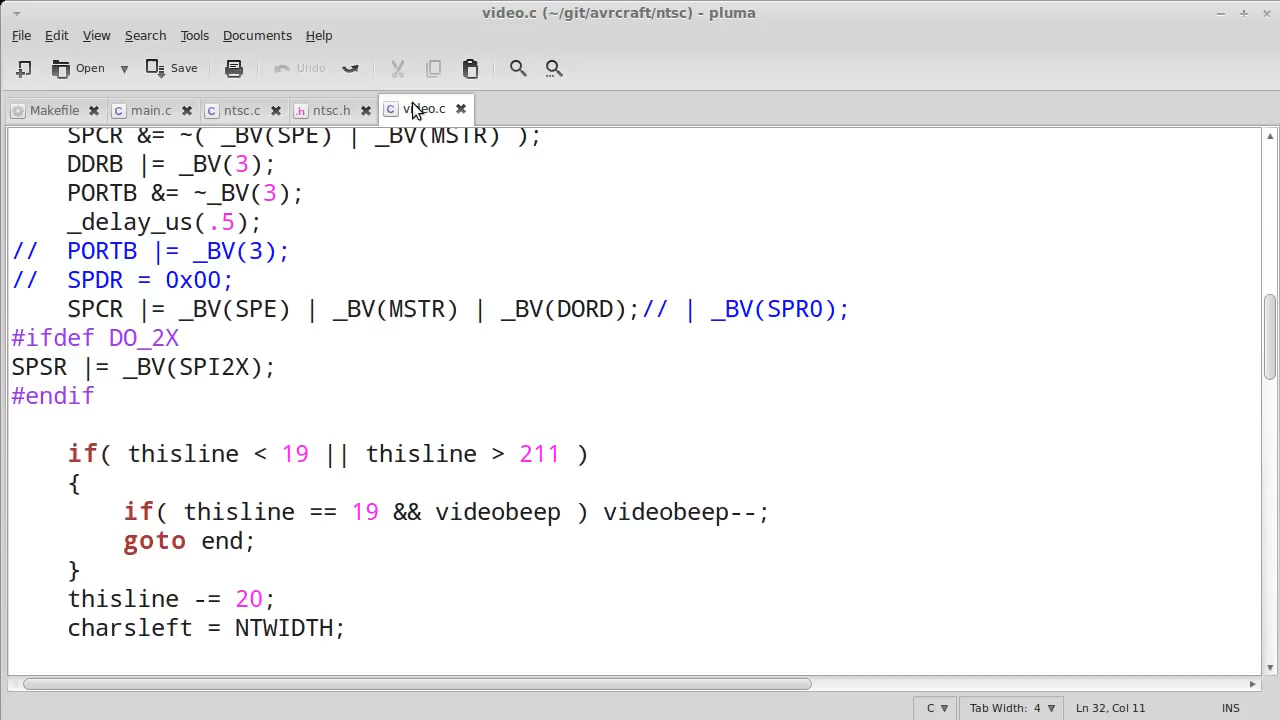 video.c (~/git/avrcraft/ntsc) - pluma
File Edit View Search Tools Documents Help
Open Save Undo
Makefile main.c ntsc.c ntsc.h video.c
SPCR &= ~( _BV(SPE) | _BV(MSTR) );
DDRB |= _BV(3);
PORTB &= ~_BV(3);
_delay_us(.5);
// PORTB |= _BV(3);
// SPDR = 0x00;
SPCR |= _BV(SPE) | _BV(MSTR) | _BV(DORD);// | _BV(SPR0);
#ifdef DO_2X
SPSR |= _BV(SPI2X);
#endif
if( thisline < 19 || thisline > 211 )
{
if( thisline == 19 && videobeep ) videobeep--;
goto end;
}
thisline -= 20;
charsleft = NTWIDTH;
C Tab Width: 4 Ln 32, Col 11 INS